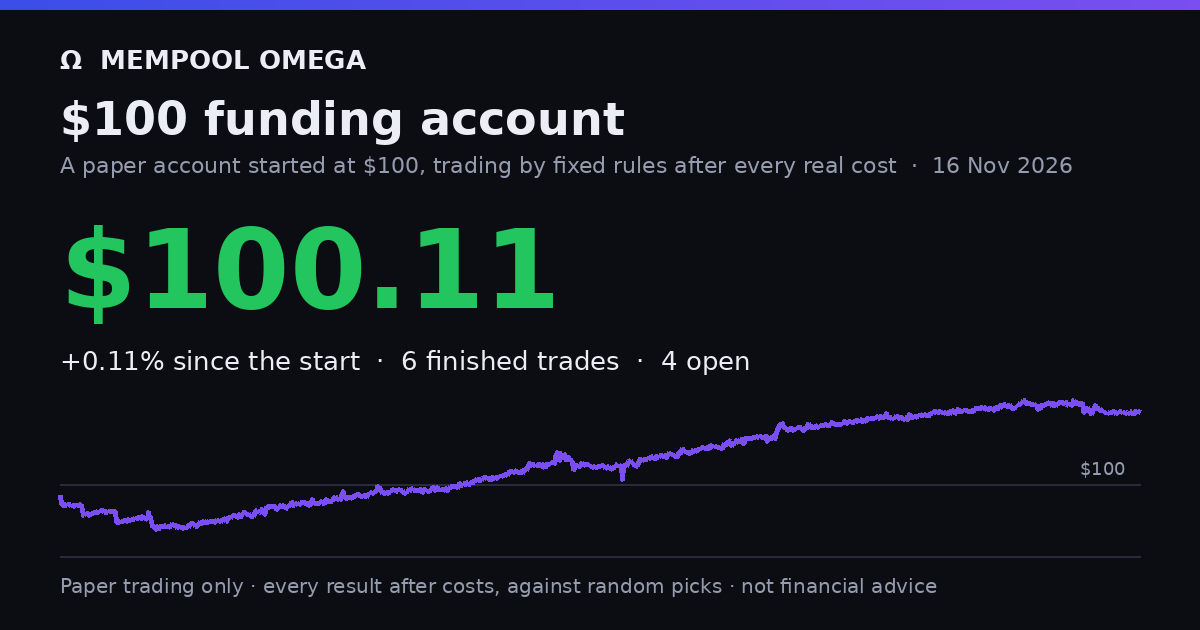 Ω MEMPOOL OMEGA
$100 funding account
A paper account started at $100, trading by fixed rules after every real cost · 16 Nov 2026
$100.11
+0.11% since the start · 6 finished trades · 4 open
$100
Paper trading only · every result after costs, against random picks · not financial advice